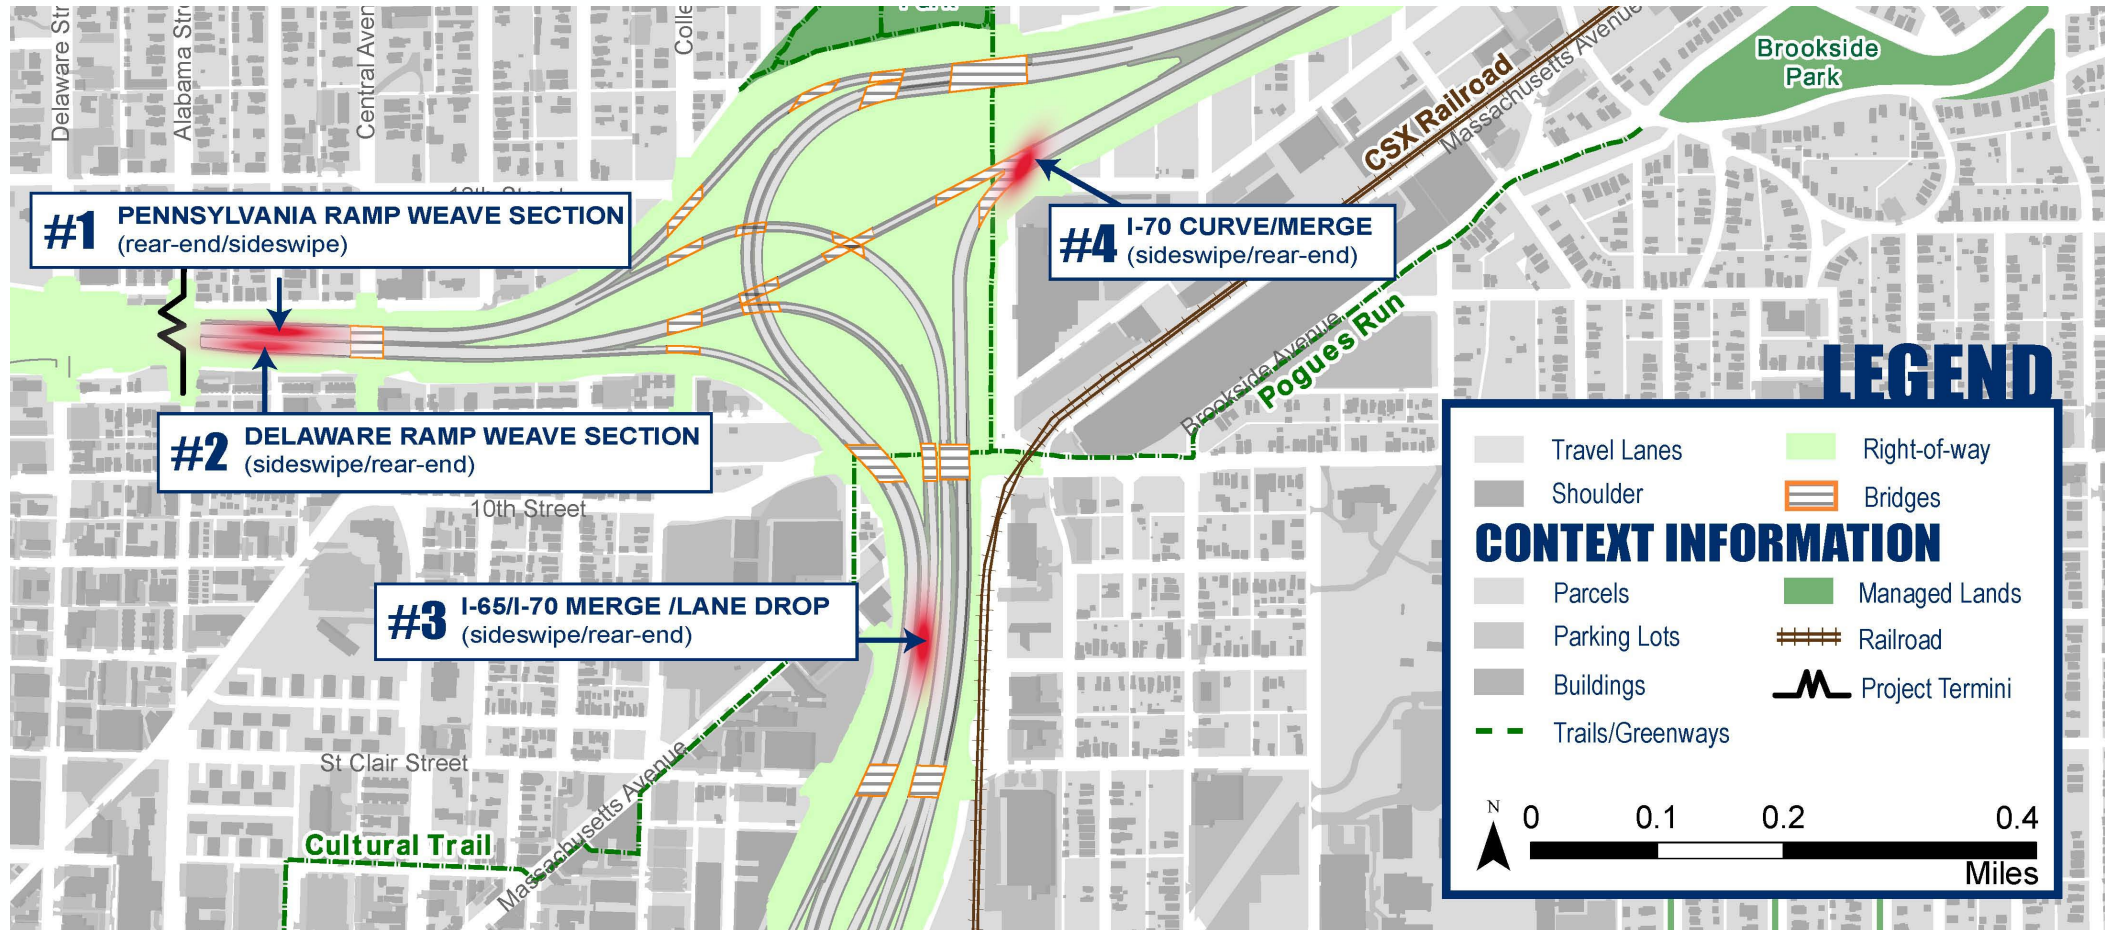 Park
Delaware Str
Alabama Stre
Central Aven
Colle
Massachusetts Avenue
CSX Railroad
Brookside
Park
#1 PENNSYLVANIA RAMP WEAVE SECTION
(rear-end/sideswipe)
#4 I-70 CURVE/MERGE
(sideswipe/rear-end)
Brookside Avenue
Pogues Run
#2 DELAWARE RAMP WEAVE SECTION
(sideswipe/rear-end)
10th Street
#3 I-65/I-70 MERGE /LANE DROP
(sideswipe/rear-end)
St Clair Street
Massachusetts Avenue
Cultural Trail
LEGEND
Travel Lanes
Right-of-way
Shoulder
Bridges
CONTEXT INFORMATION
Parcels
Managed Lands
Parking Lots
Railroad
Buildings
Project Termini
Trails/Greenways
N
0 0.1 0.2 0.4
Miles